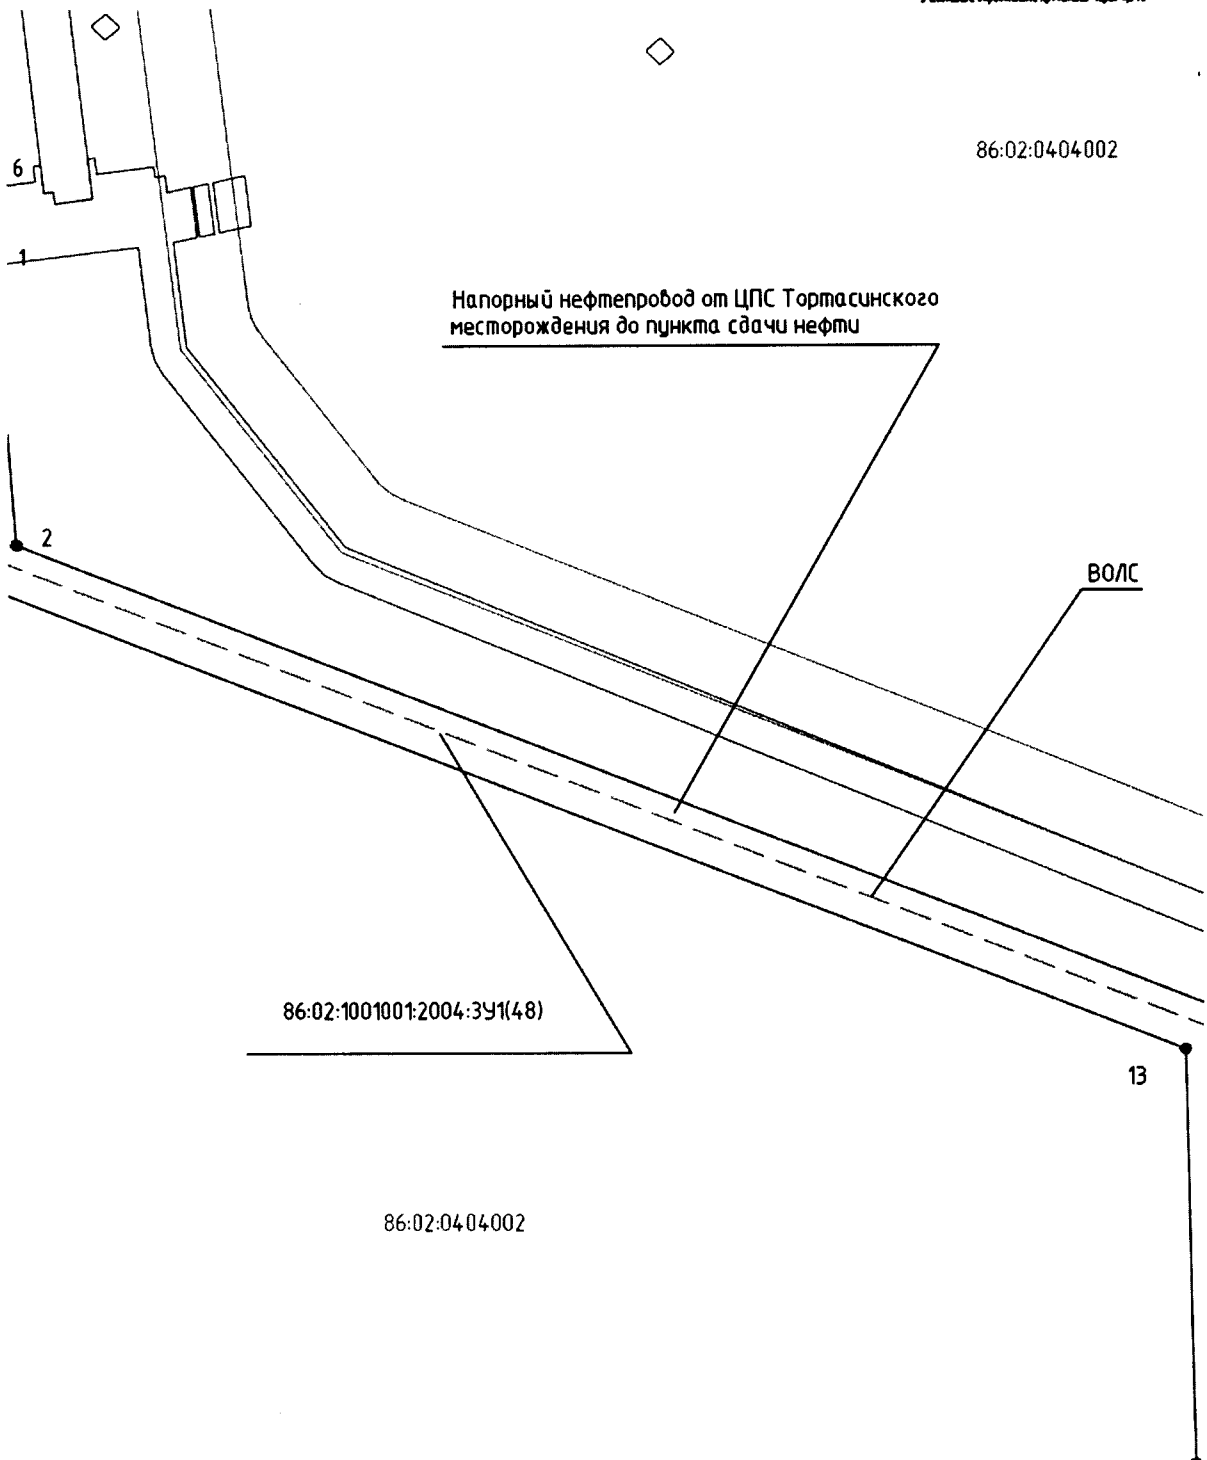 86:02:0404002
6
1
Напорный нефтепровод от ЦПС Тортасинского
месторождения до пункта сдачи нефти
2
ВОЛС
86:02:1001001:2004:ЗУ1(48)
13
86:02:0404002